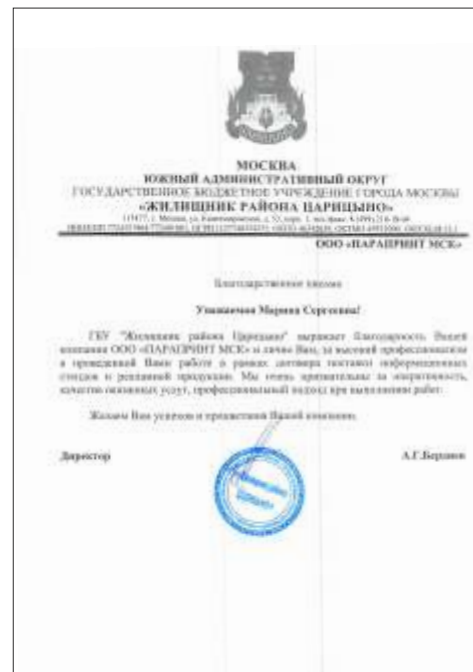 МОСКВА
ЮЖНЫЙ АДМИНИСТРАТИВНЫЙ ОКРУГ
ГОСУДАРСТВЕННОЕ БЮДЖЕТНОЕ УЧРЕЖДЕНИЕ ГОРОДА МОСКВЫ
«ЖИЛИЩНИК РАЙОНА ЦАРИЦЫНО»
ООО «ПАРАПРИНТ МСК»
Благодарственное письмо
Уважаемая Марина Сергеевна!
ГБУ "Жилищник района Царицыно" выражает благодарность Вашей
компании ООО «ПАРАПРИНТ МСК» и лично Вам, за высокий профессионализм
в проведенной Вами работе в рамках договора поставки информационных
стендов и рекламной продукции. Мы очень признательны за оперативность,
качество оказанных услуг, профессиональный подход при выполнении работ.
Желаем Вам успехов и процветания Вашей компании.
Директор
А.Г.